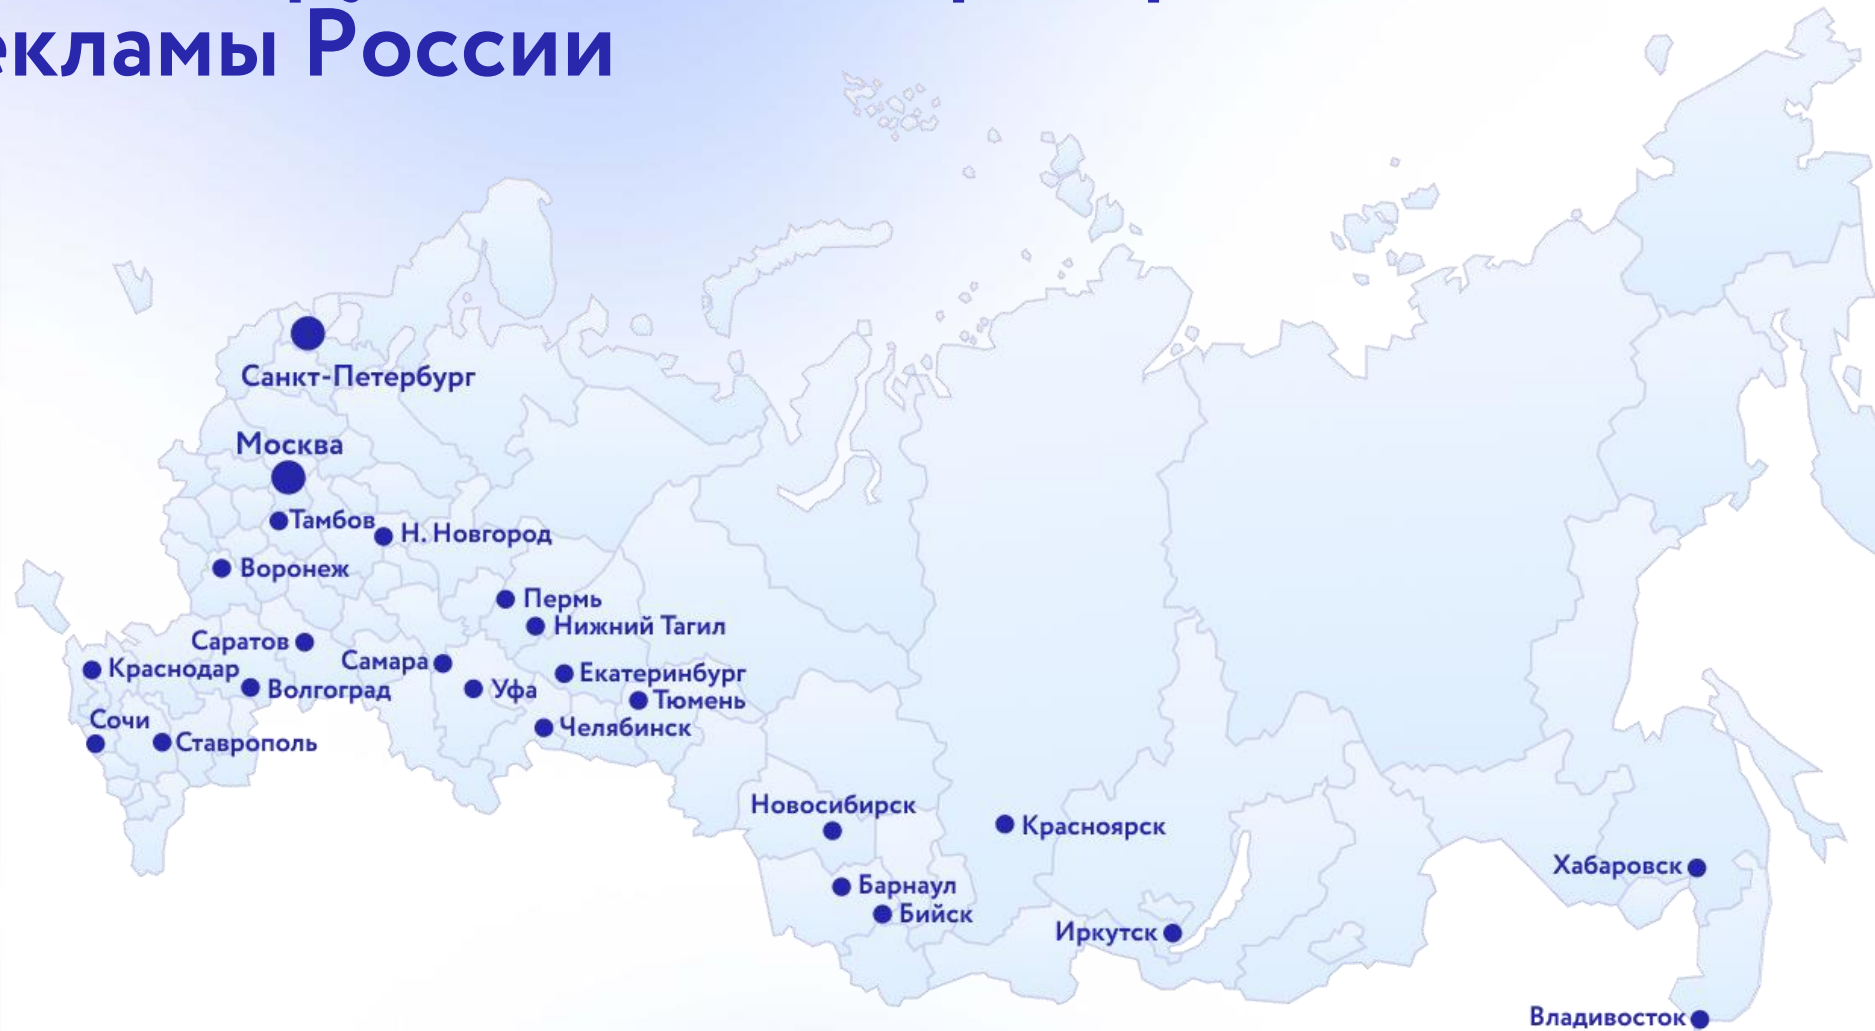 екламы России
Санкт-Петербург
Москва
Тамбов
Н. Новгород
Воронеж
Пермь
Нижний Тагил
Саратов
Самара
Краснодар
Екатеринбург
Волгоград
Уфа
Тюмень
Сочи
Челябинск
Ставрополь
Новосибирск
Красноярск
Хабаровск
Барнаул
Бийск
Иркутск
Владивосток